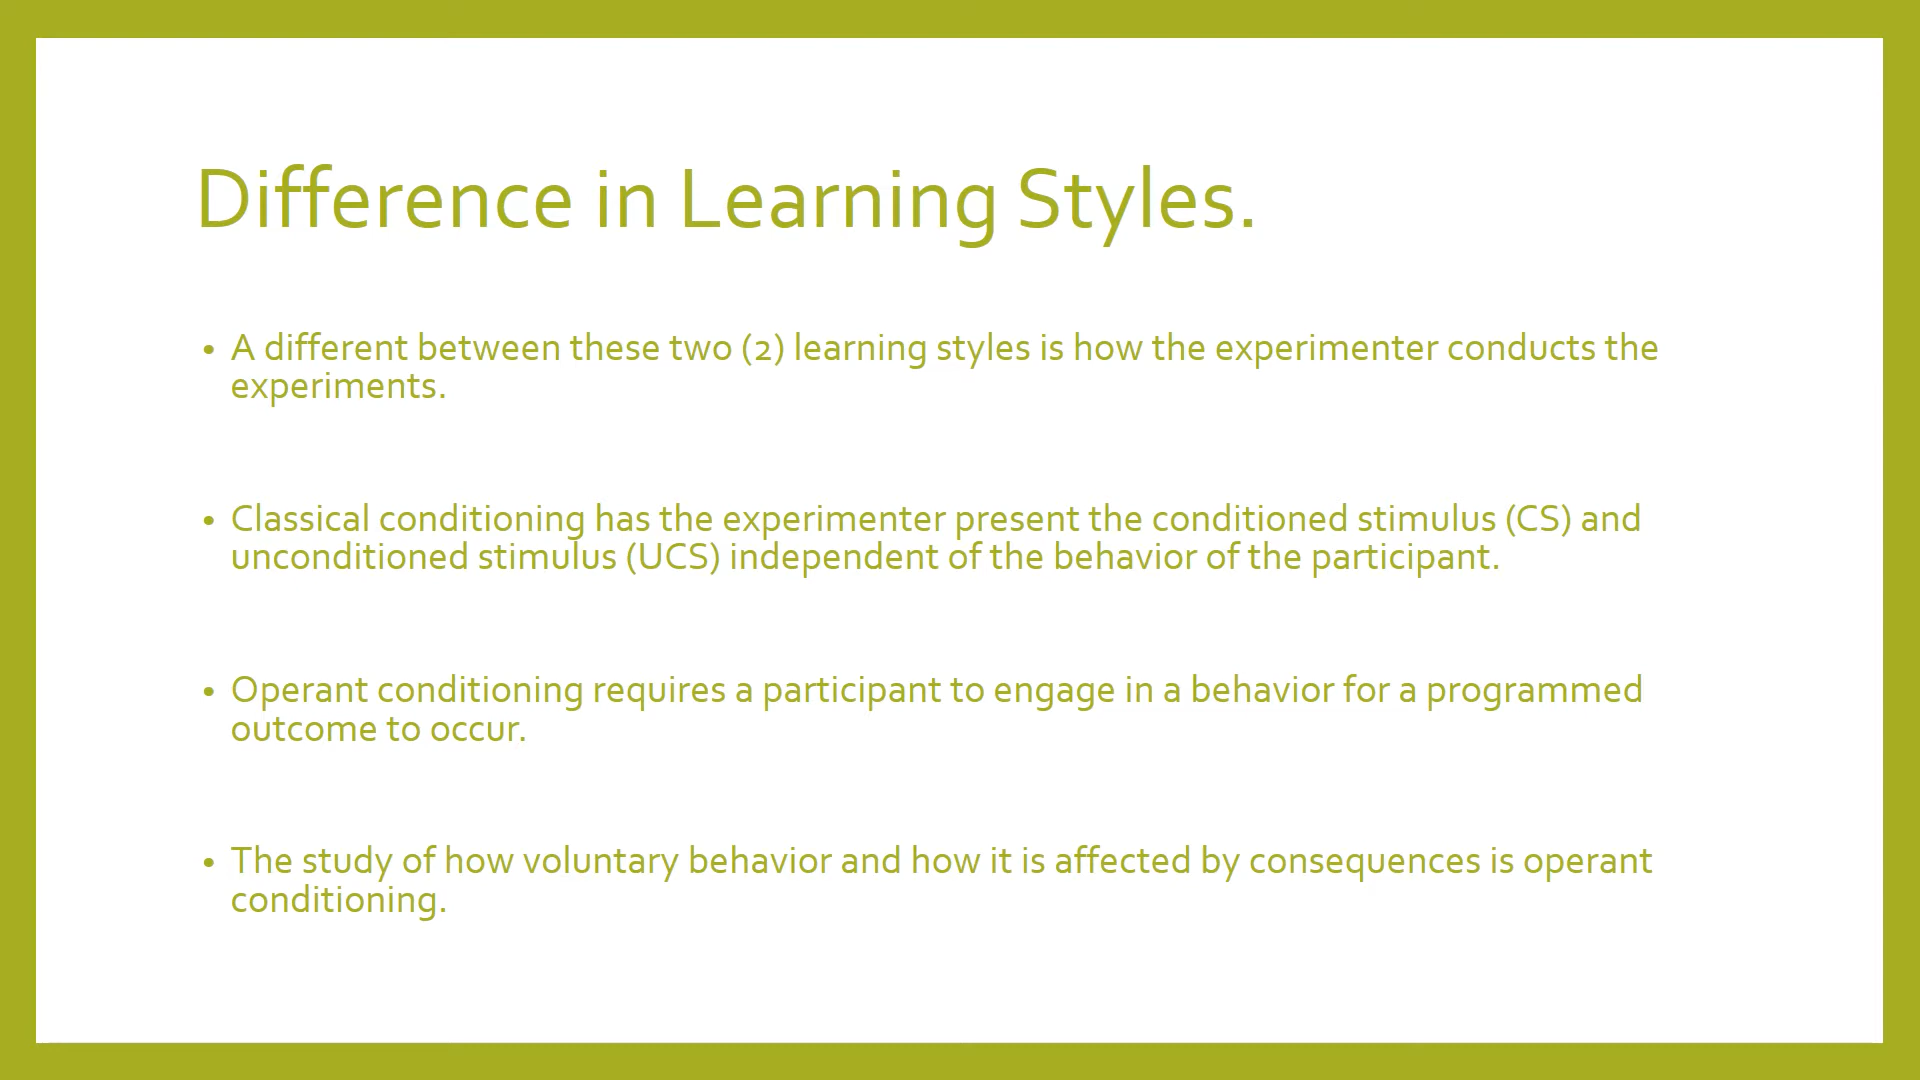 Difference in Learning Styles.
• A different between these two (2) learning styles is how the experimenter conducts the
experiments.
• Classical conditioning has the experimenter present the conditioned stimulus (CS) and
unconditioned stimulus (UCS) independent of the behavior of the participant.
• Operant conditioning requires a participant to engage in a behavior for a programmed
outcome to occur.
• The study of how voluntary behavior and how it is affected by consequences is operant
conditioning.